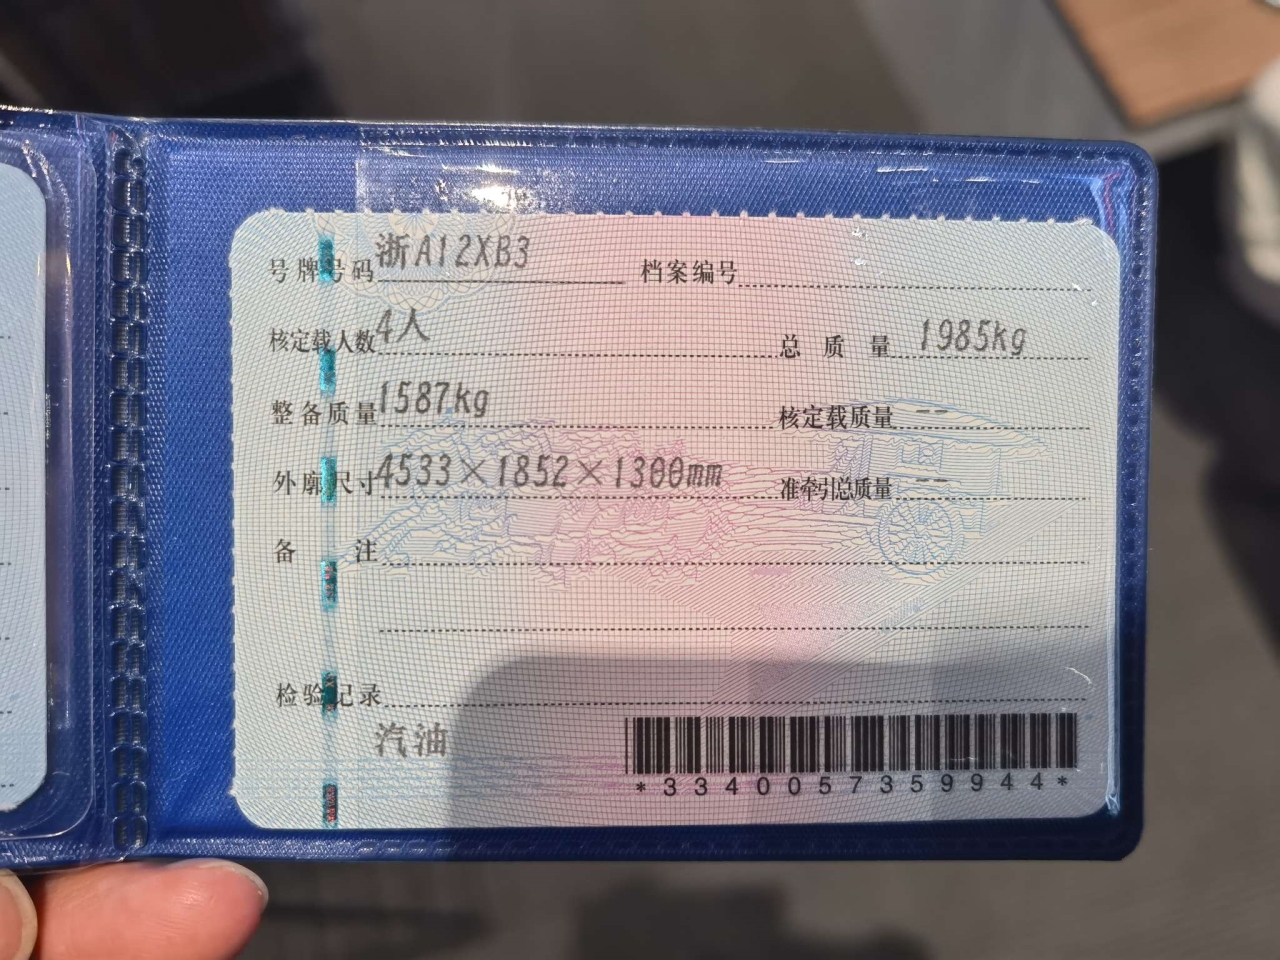 号牌号码 浙A12XB3 档案编号
核定载人数 4人 总质量 1985kg
整备质量 1587kg 核定载质量 --
外廓尺寸 4533×1852×1300mm 准牵引总质量 --
备注
检验记录
汽油
*3340057359944*